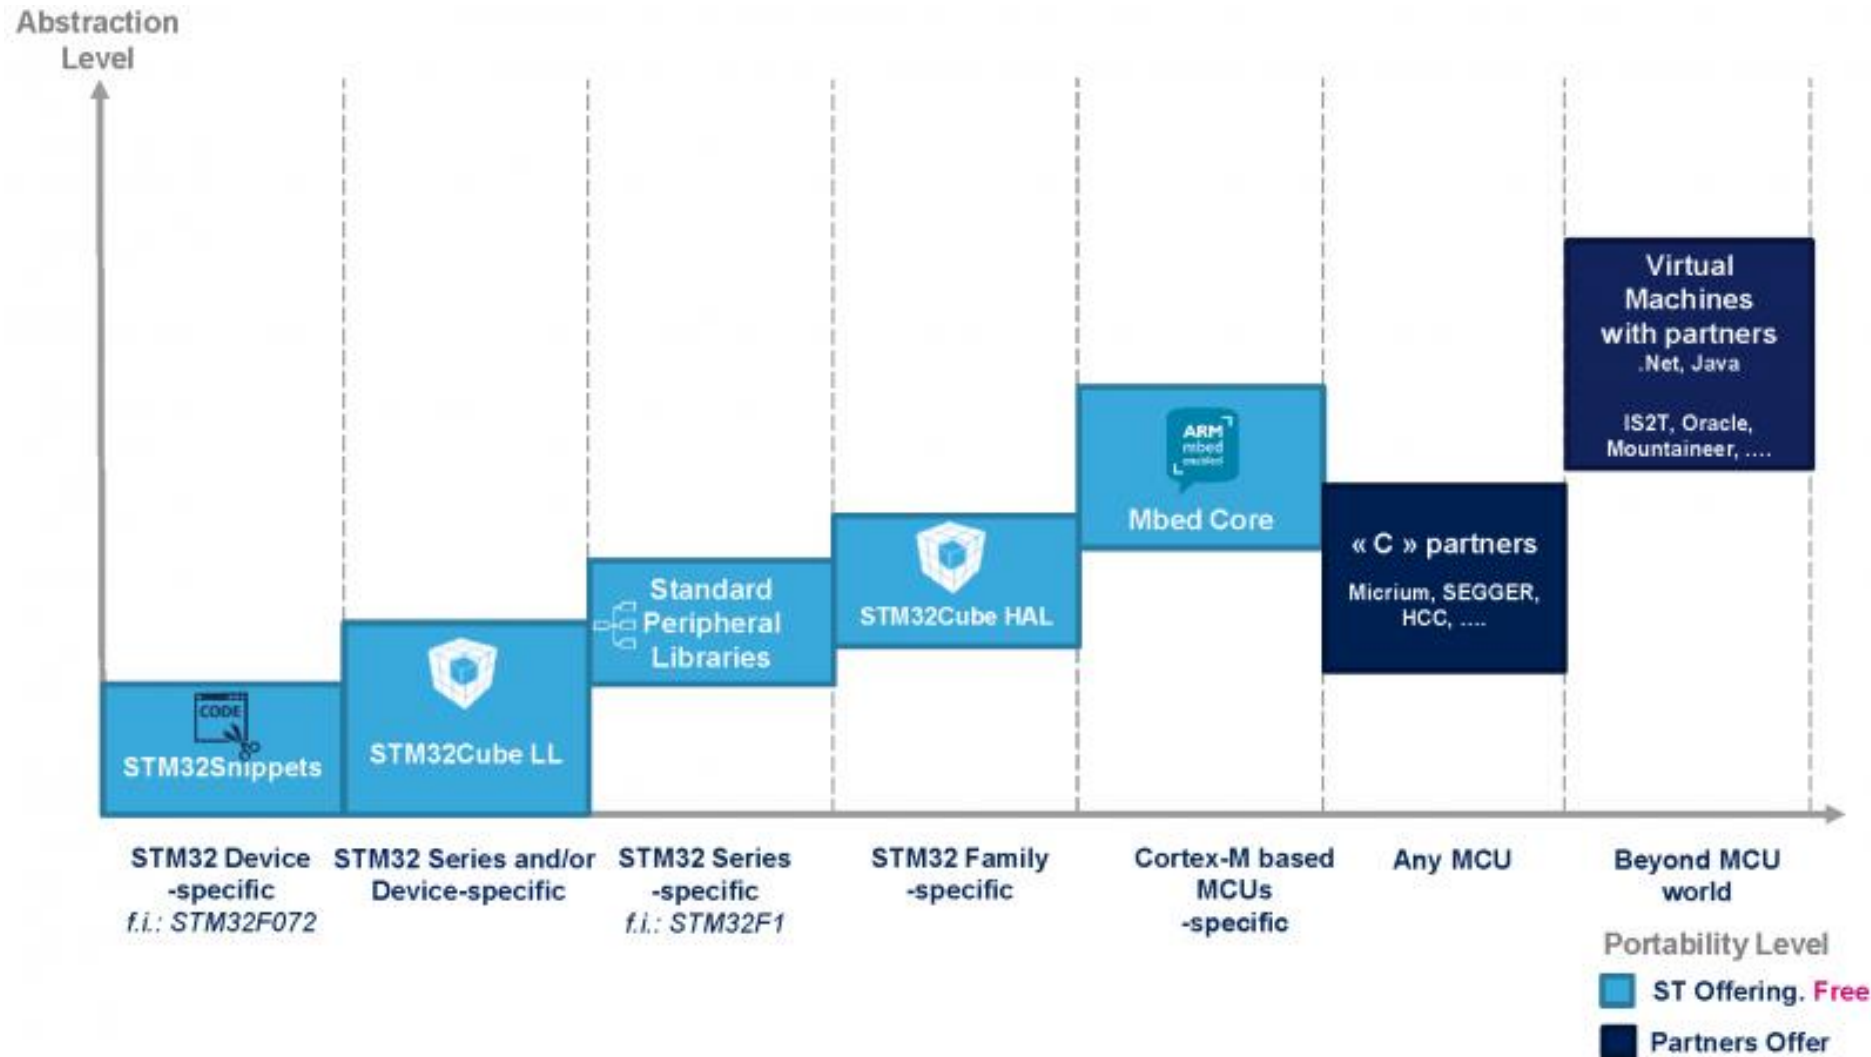 Abstraction
Level
Virtual
Machines
with partners
.Net, Java
IS2T, Oracle,
Mountaineer, ....
ARM
mbed
enabled
Mbed Core
« C » partners
Micrium, SEGGER,
HCC, ....
STM32Cube HAL
Standard
Peripheral
Libraries
STM32Cube LL
CODE
STM32Snippets
STM32 Device
-specific
f.i.: STM32F072
STM32 Series and/or
Device-specific
STM32 Series
-specific
f.i.: STM32F1
STM32 Family
-specific
Cortex-M based
MCUs
-specific
Any MCU
Beyond MCU
world
Portability Level
ST Offering. Free
Partners Offer